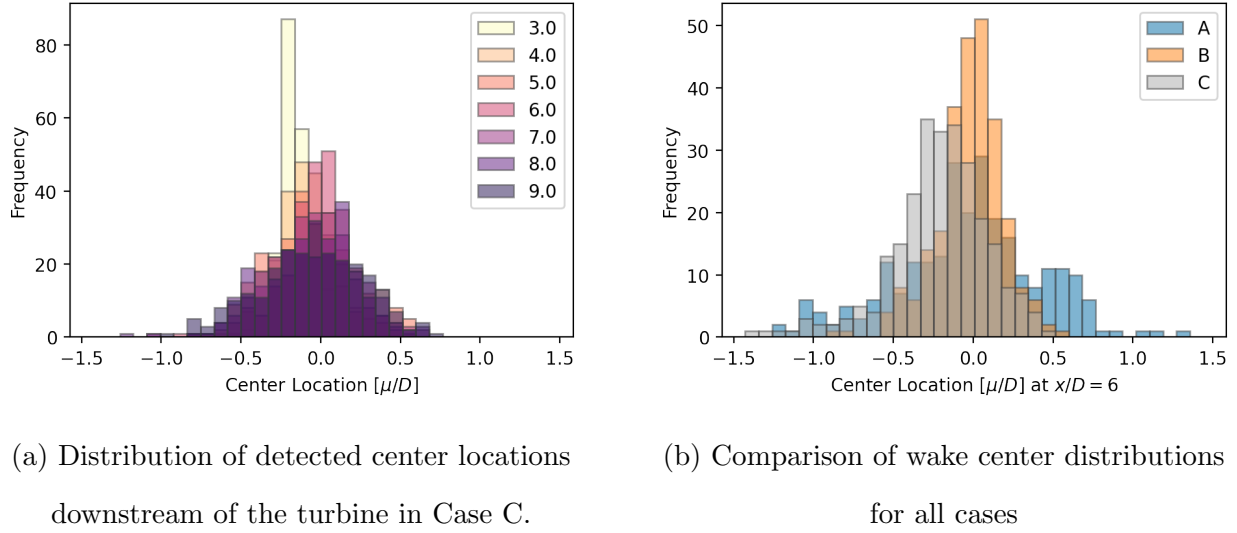 80
60
40
20
0
Frequency
−1.5 −1.0 −0.5 0.0 0.5 1.0 1.5
Center Location [μ/D]
3.0
4.0
5.0
6.0
7.0
8.0
9.0
50
40
30
20
10
0
Frequency
−1.5 −1.0 −0.5 0.0 0.5 1.0 1.5
Center Location [μ/D] at x/D = 6
A
B
C
(a) Distribution of detected center locations
downstream of the turbine in Case C.
(b) Comparison of wake center distributions
for all cases